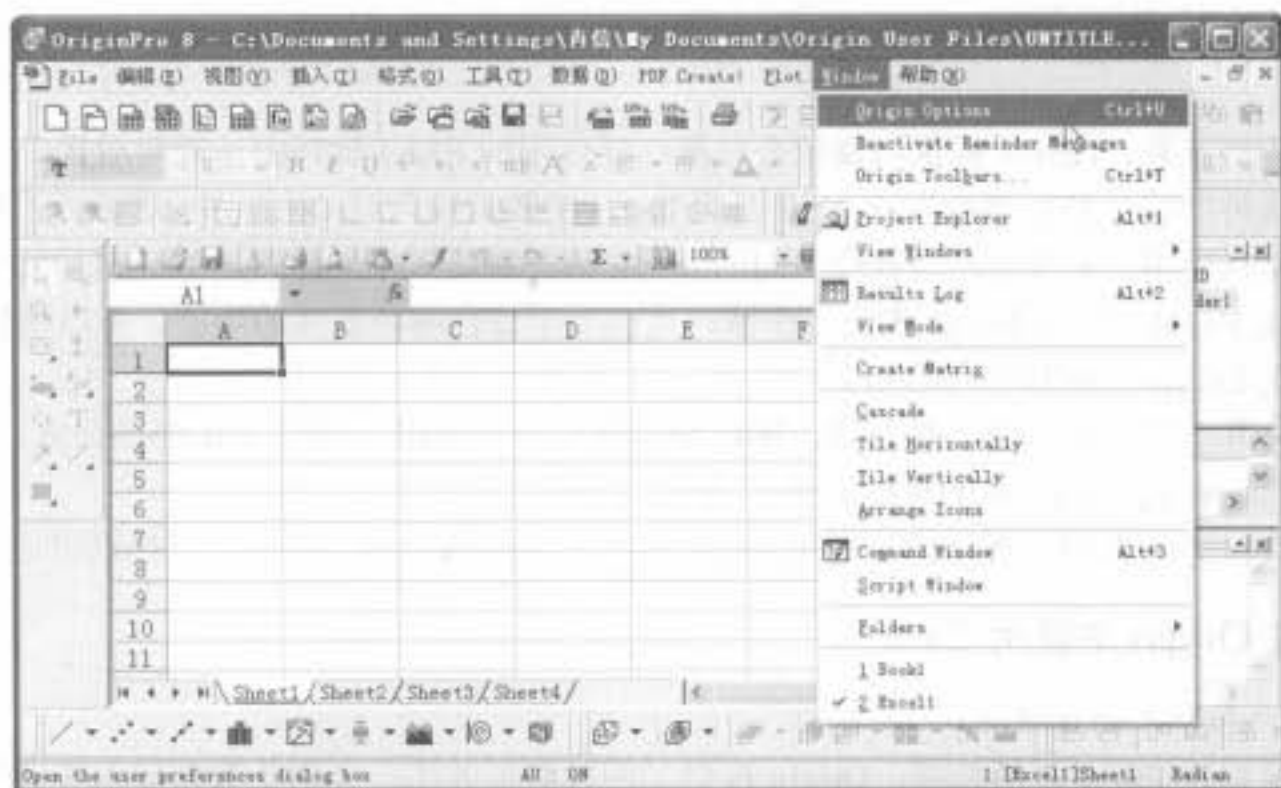 OriginPro 8 - C:\Documents and Settings\肖信\My Documents\Origin User Files\UNTITLE...
File 编辑(E) 视图(V) 插入(I) 格式(O) 工具(T) 数据(D) PDF Create! Plot Window 帮助(H)
Origin Options Ctrl+U
Reactivate Reminder Messages
Origin Toolbars... Ctrl+T
Project Explorer Alt+1
View Windows
Results Log Alt+2
View Mode
Create Matrix
Cascade
Tile Horizontally
Tile Vertically
Arrange Icons
Command Window Alt+3
Script Window
Folders
1 Book1
✓ 2 Excel1
100%
A1
A B C D E F
1
2
3
4
5
6
7
8
9
10
11
Sheet1 / Sheet2 / Sheet3 / Sheet4 /
Open the user preferences dialog box AU : ON 1:[Excel1]Sheet1 Radian